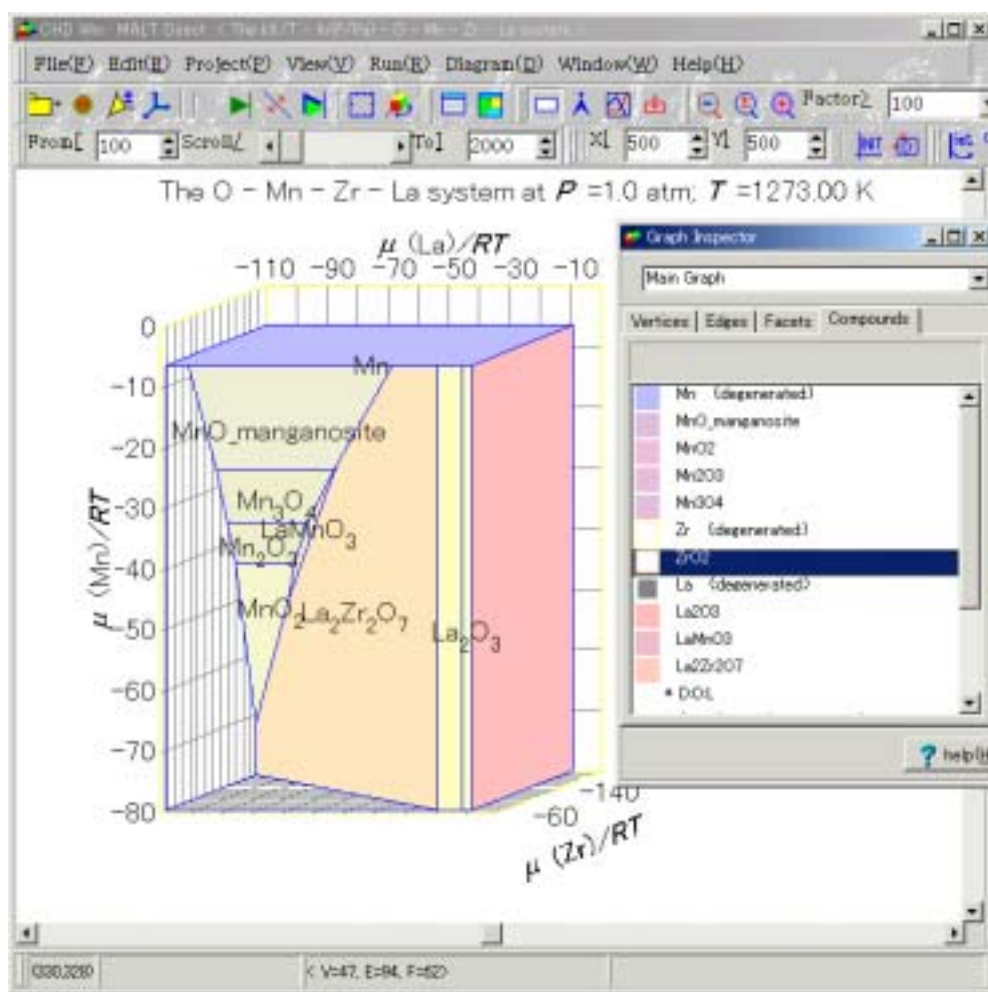 File(F) Edit(E) Project(P) View(V) Run(R) Diagram(D) Window(W) Help(H)
Factor 100
From[ 100 Scroll To] 2000 X[ 500 Y[ 500
The O - Mn - Zr - La system at P =1.0 atm; T =1273.00 K
Graph Inspector
Main Graph
Vertices Edges Facets Compounds
Mn (degenerated)
MnO_manganosite
MnO2
Mn2O3
Mn3O4
Zr (degenerated)
ZrO2
La (degenerated)
La2O3
LaMnO3
La2Zr2O7
help(H
μ (La)/RT
-110 -90 -70 -50 -30 -10
0
-10
-20
-30
-40
-50
-60
-70
-80
μ (Mn)/RT
Mn
MnO_manganosite
Mn₃O₄
LaMnO₃
Mn₂O₃
MnO₂
La₂Zr₂O₇
La₂O₃
-140
-60
μ (Zr)/RT
(330,328) < V=47, E=94, F=52>